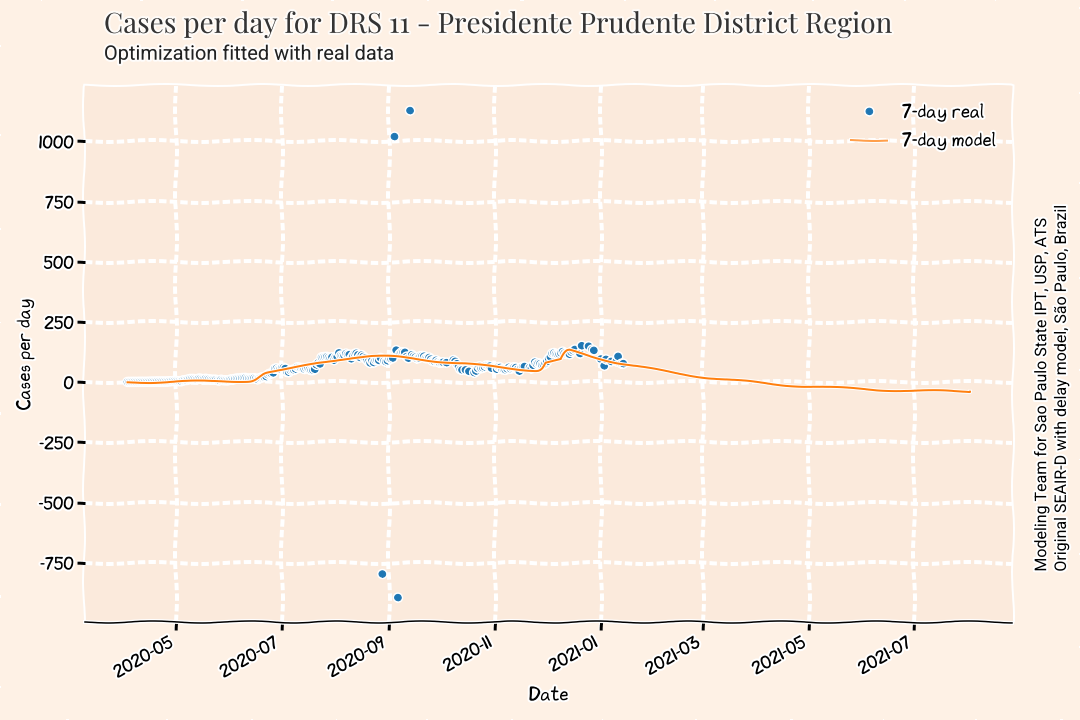 Cases per day for DRS 11 - Presidente Prudente District Region
Optimization fitted with real data
7-day real
7-day model
1000
750
500
250
0
-250
-500
-750
Cases per day
2020-05
2020-07
2020-09
2020-11
2021-01
2021-03
2021-05
2021-07
Date
Modeling Team for Sao Paulo State IPT, USP, ATS
Original SEAIR-D with delay model, São Paulo, Brazil